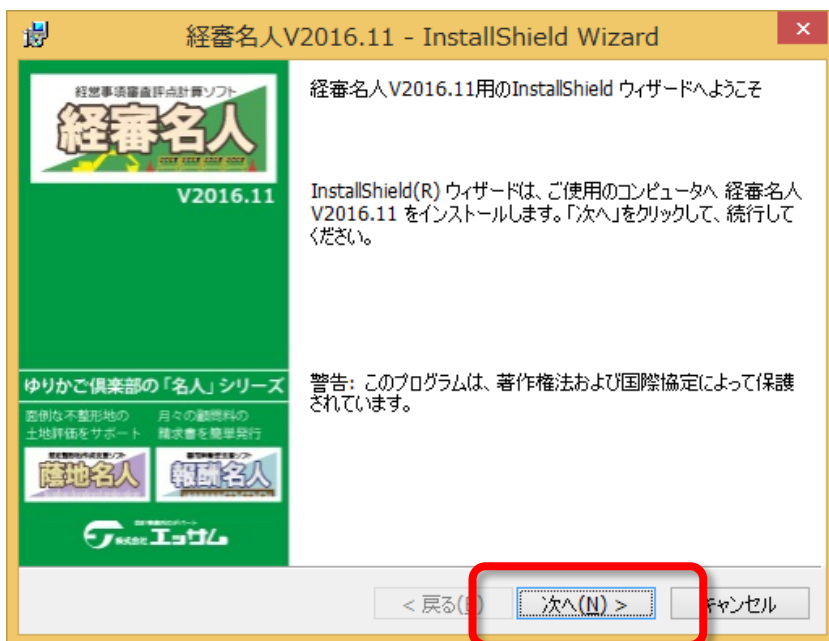 経審名人V2016.11 - InstallShield Wizard
経営事項審査評点計算ソフト
経審名人
V2016.11
経審名人V2016.11用のInstallShield ウィザードへようこそ
InstallShield(R) ウィザードは、ご使用のコンピュータへ 経審名人
V2016.11 をインストールします。「次へ」をクリックして、続行して
ください。
警告: このプログラムは、著作権法および国際協定によって保護
されています。
ゆりかご倶楽部の「名人」シリーズ
面倒な不整形地の
土地評価をサポート
月々の顧問料の
請求書を簡単発行
蔭地名人
報酬名人
株式会社 エッサム
< 戻る(
次へ(N) >
キャンセル